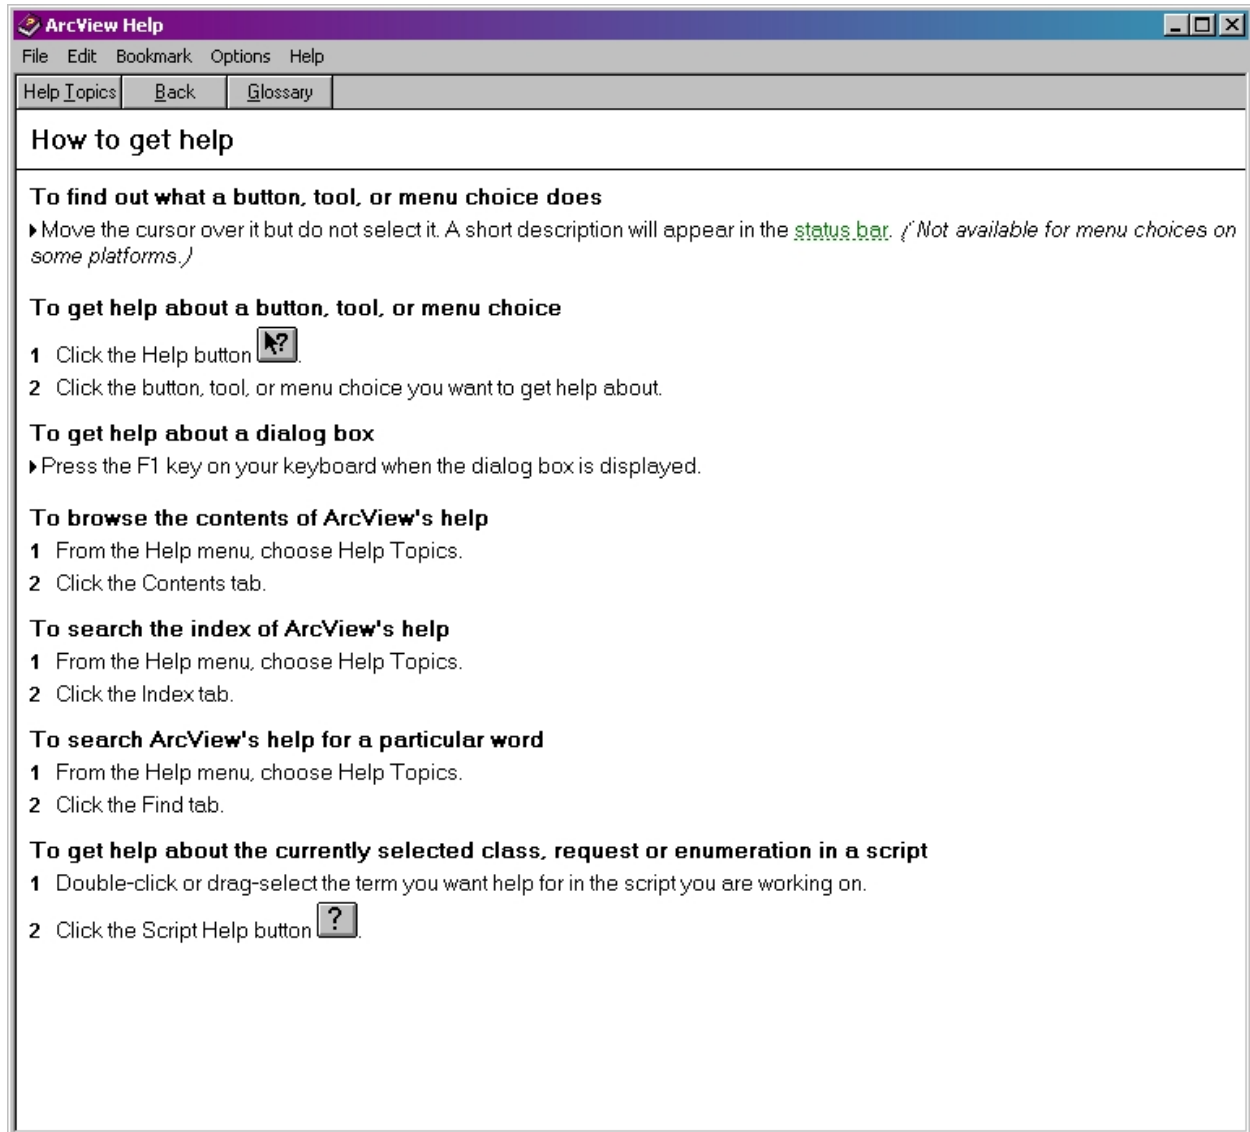 ArcView Help
File Edit Bookmark Options Help
Help Topics Back Glossary
How to get help
To find out what a button, tool, or menu choice does
Move the cursor over it but do not select it. A short description will appear in the status bar. (Not available for menu choices on
some platforms.)
To get help about a button, tool, or menu choice
1 Click the Help button ?.
2 Click the button, tool, or menu choice you want to get help about.
To get help about a dialog box
Press the F1 key on your keyboard when the dialog box is displayed.
To browse the contents of ArcView's help
1 From the Help menu, choose Help Topics.
2 Click the Contents tab.
To search the index of ArcView's help
1 From the Help menu, choose Help Topics.
2 Click the Index tab.
To search ArcView's help for a particular word
1 From the Help menu, choose Help Topics.
2 Click the Find tab.
To get help about the currently selected class, request or enumeration in a script
1 Double-click or drag-select the term you want help for in the script you are working on.
2 Click the Script Help button ?.